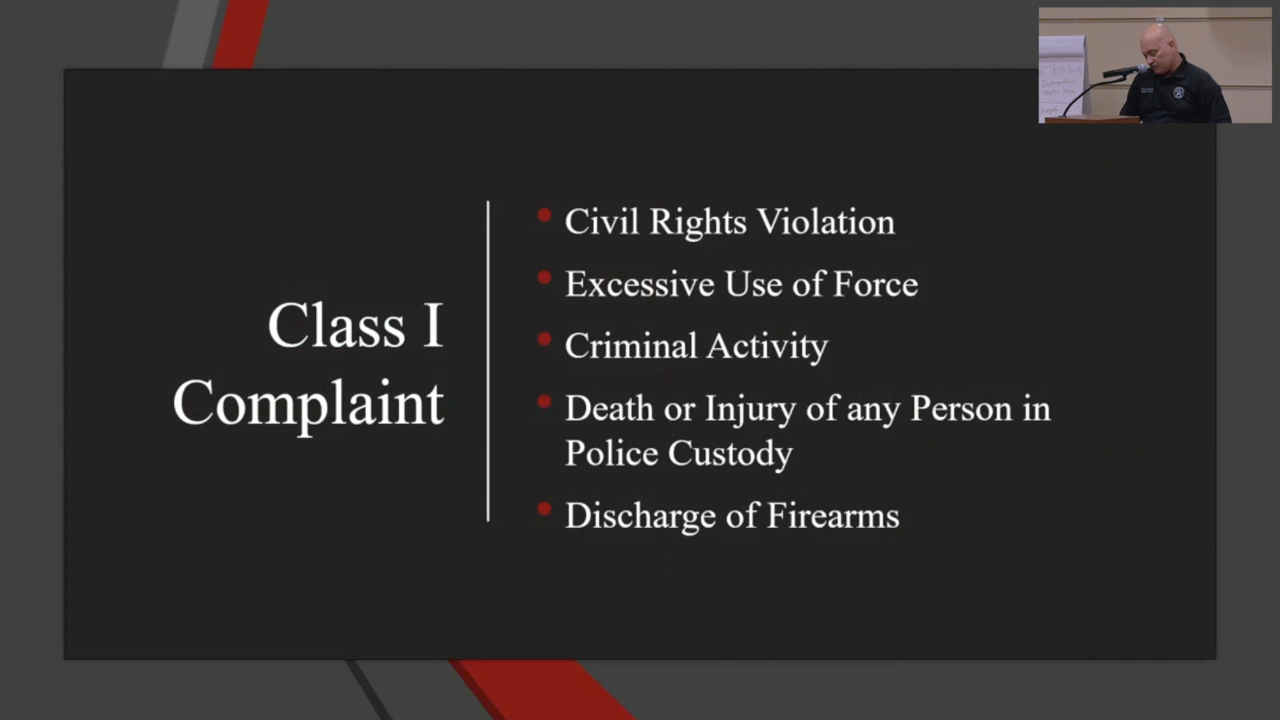 Class I
Complaint
Civil Rights Violation
Excessive Use of Force
Criminal Activity
Death or Injury of any Person in
Police Custody
Discharge of Firearms